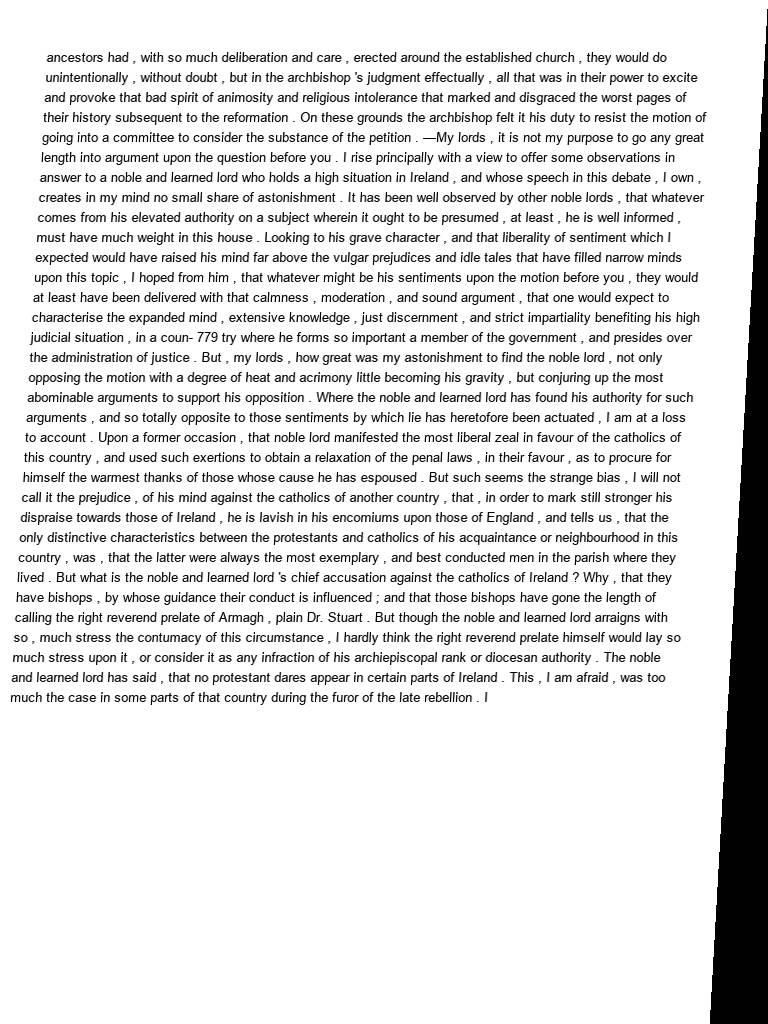 ancestors had , with so much deliberation and care , erected around the established church , they would do
unintentionally , without doubt , but in the archbishop 's judgment effectually , all that was in their power to excite
and provoke that bad spirit of animosity and religious intolerance that marked and disgraced the worst pages of
their history subsequent to the reformation . On these grounds the archbishop felt it his duty to resist the motion of
going into a committee to consider the substance of the petition . —My lords , it is not my purpose to go any great
length into argument upon the question before you . I rise principally with a view to offer some observations in
answer to a noble and learned lord who holds a high situation in Ireland , and whose speech in this debate , I own ,
creates in my mind no small share of astonishment . It has been well observed by other noble lords , that whatever
comes from his elevated authority on a subject wherein it ought to be presumed , at least , he is well informed ,
must have much weight in this house . Looking to his grave character , and that liberality of sentiment which I
expected would have raised his mind far above the vulgar prejudices and idle tales that have filled narrow minds
upon this topic , I hoped from him , that whatever might be his sentiments upon the motion before you , they would
at least have been delivered with that calmness , moderation , and sound argument , that one would expect to
characterise the expanded mind , extensive knowledge , just discernment , and strict impartiality benefiting his high
judicial situation , in a coun- 779 try where he forms so important a member of the government , and presides over
the administration of justice . But , my lords , how great was my astonishment to find the noble lord , not only
opposing the motion with a degree of heat and acrimony little becoming his gravity , but conjuring up the most
abominable arguments to support his opposition . Where the noble and learned lord has found his authority for such
arguments , and so totally opposite to those sentiments by which lie has heretofore been actuated , I am at a loss
to account . Upon a former occasion , that noble lord manifested the most liberal zeal in favour of the catholics of
this country , and used such exertions to obtain a relaxation of the penal laws , in their favour , as to procure for
himself the warmest thanks of those whose cause he has espoused . But such seems the strange bias , I will not
call it the prejudice , of his mind against the catholics of another country , that , in order to mark still stronger his
dispraise towards those of Ireland , he is lavish in his encomiums upon those of England , and tells us , that the
only distinctive characteristics between the protestants and catholics of his acquaintance or neighbourhood in this
country , was , that the latter were always the most exemplary , and best conducted men in the parish where they
lived . But what is the noble and learned lord 's chief accusation against the catholics of Ireland ? Why , that they
have bishops , by whose guidance their conduct is influenced ; and that those bishops have gone the length of
calling the right reverend prelate of Armagh , plain Dr. Stuart . But though the noble and learned lord arraigns with
so , much stress the contumacy of this circumstance , I hardly think the right reverend prelate himself would lay so
much stress upon it , or consider it as any infraction of his archiepiscopal rank or diocesan authority . The noble
and learned lord has said , that no protestant dares appear in certain parts of Ireland . This , I am afraid , was too
much the case in some parts of that country during the furor of the late rebellion . I